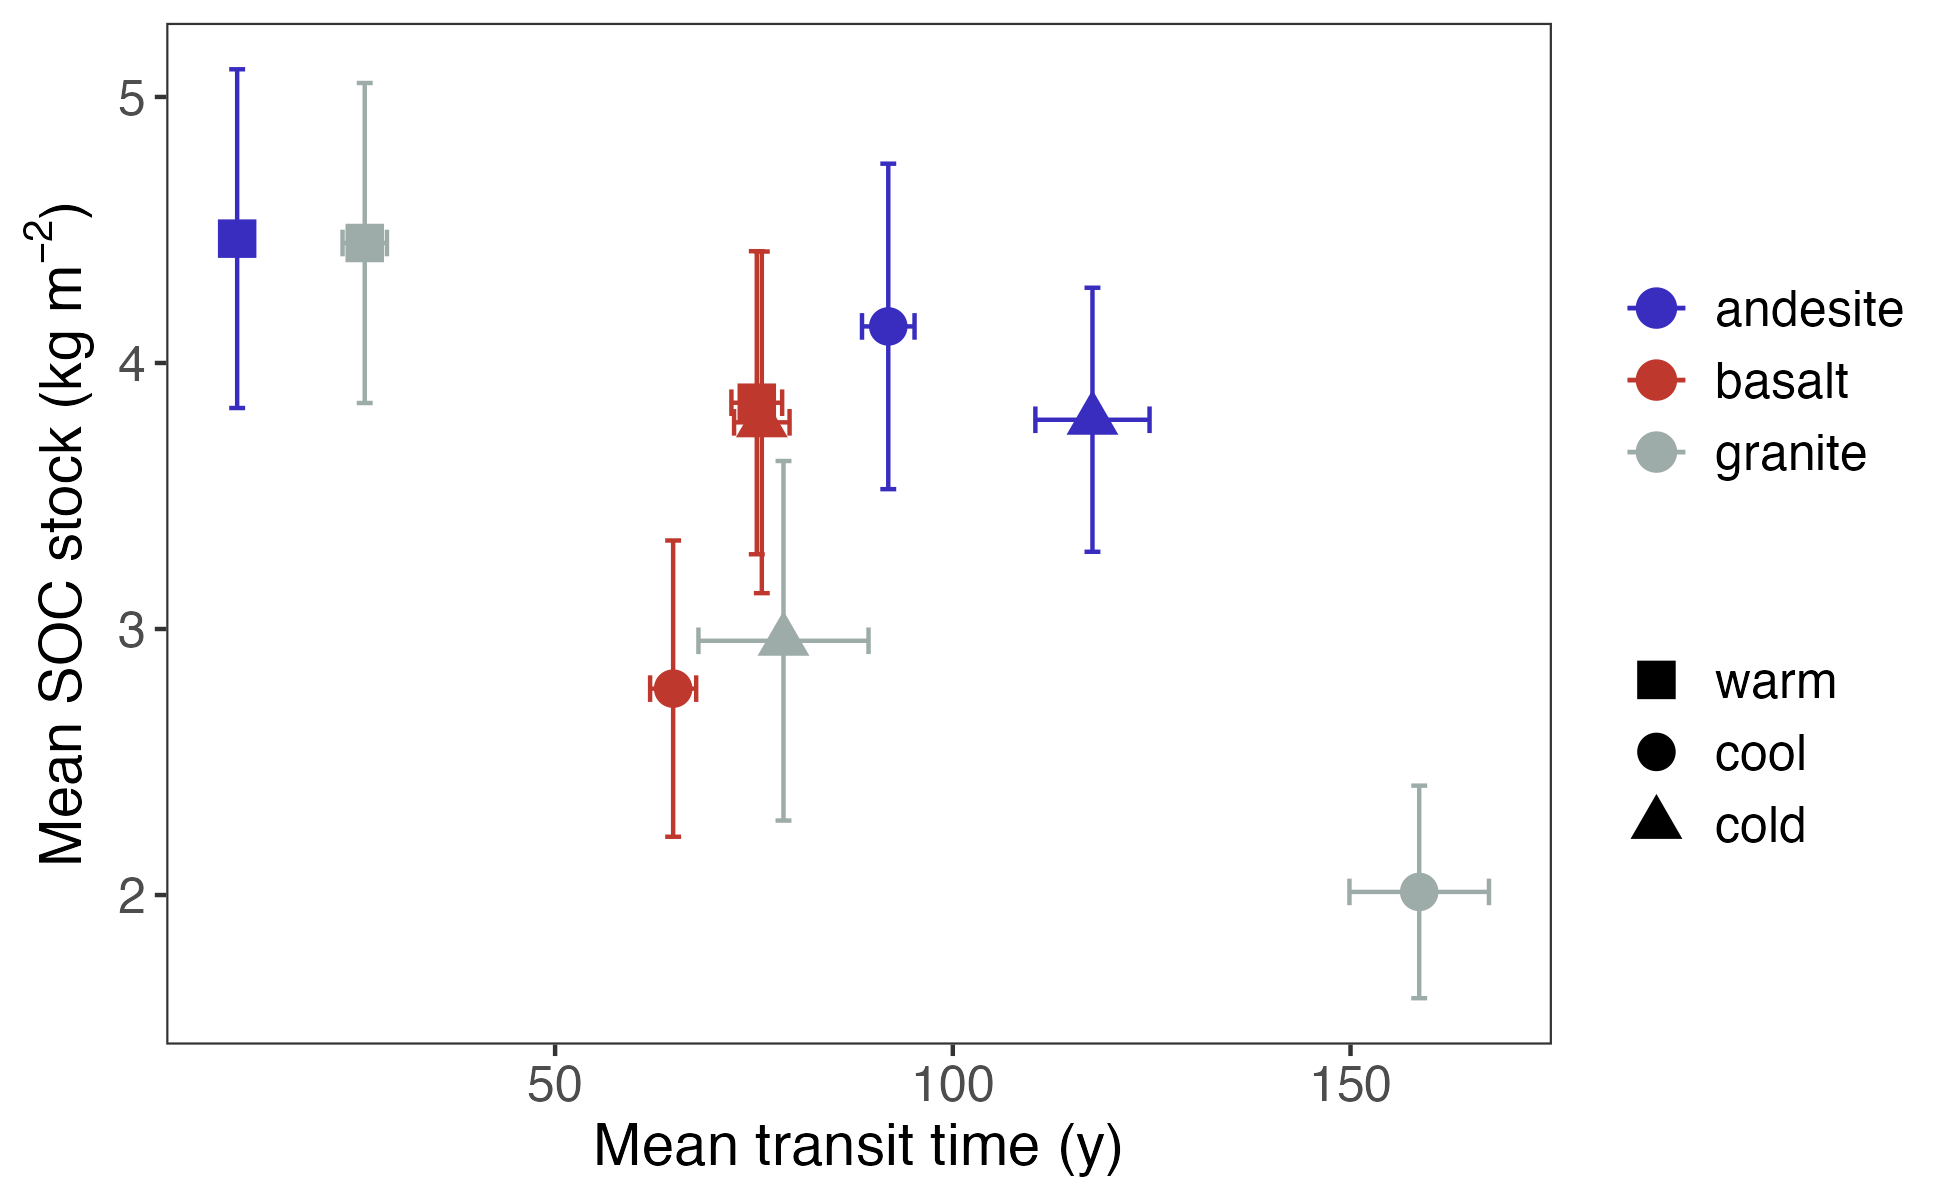 Mean SOC stock (kg m⁻²)
5
4
3
2
50 100 150
Mean transit time (y)
andesite
basalt
granite
warm
cool
cold